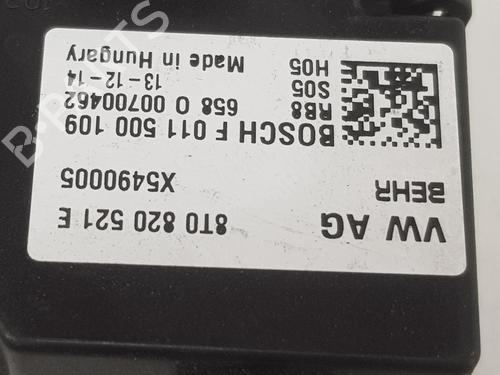 VW AG 8T0 820 521 E
BEHR X5490005
BOSCH F 011 500 109
RB8 658 0 00700462
S05 13-12-14
H05 Made in Hungary
B-PARTS